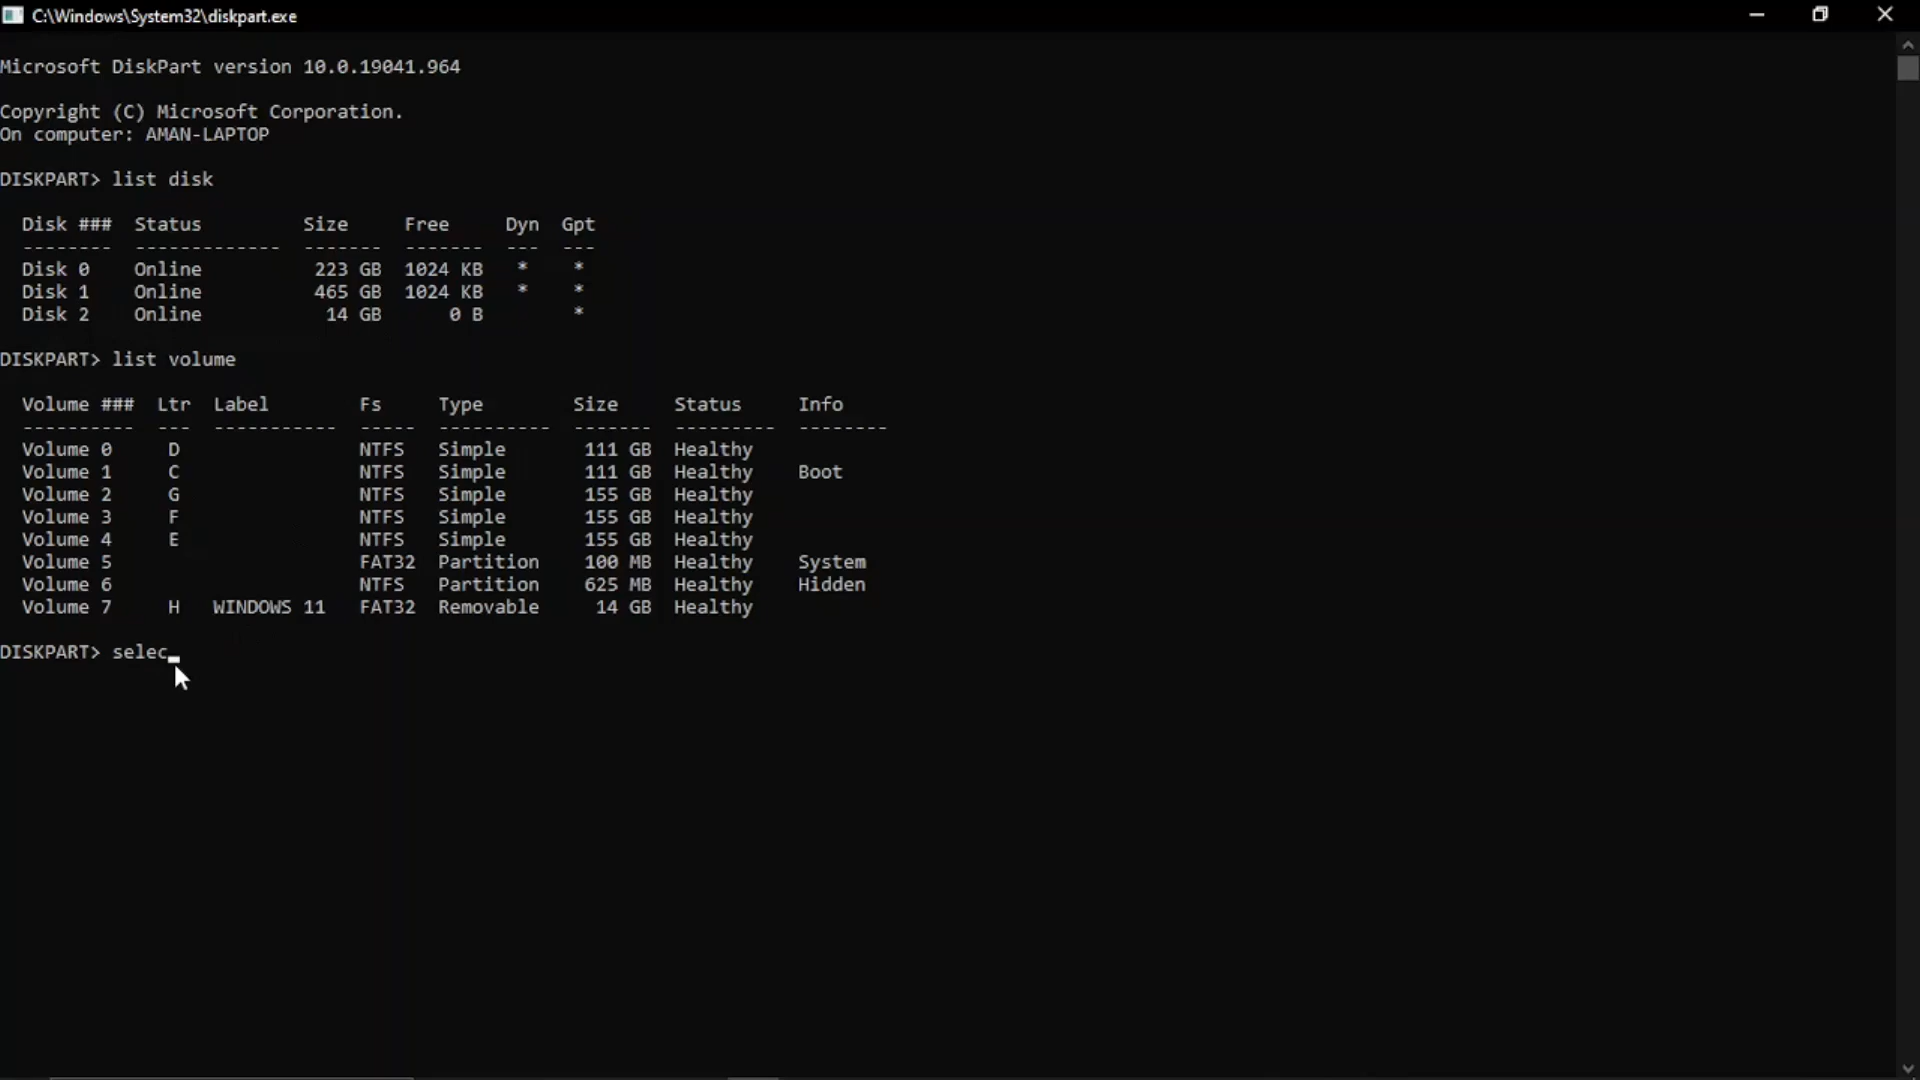 C:\Windows\System32\diskpart.exe
Microsoft DiskPart version 10.0.19041.964
Copyright (C) Microsoft Corporation.
On computer: AMAN-LAPTOP
DISKPART> list disk
Disk ### Status Size Free Dyn Gpt
-------- ------------- ------- ------- --- ---
Disk 0 Online 223 GB 1024 KB * *
Disk 1 Online 465 GB 1024 KB * *
Disk 2 Online 14 GB 0 B *
DISKPART> list volume
Volume ### Ltr Label Fs Type Size Status Info
---------- --- ----------- ----- ---------- ------- --------- --------
Volume 0 D NTFS Simple 111 GB Healthy
Volume 1 C NTFS Simple 111 GB Healthy Boot
Volume 2 G NTFS Simple 155 GB Healthy
Volume 3 F NTFS Simple 155 GB Healthy
Volume 4 E NTFS Simple 155 GB Healthy
Volume 5 FAT32 Partition 100 MB Healthy System
Volume 6 NTFS Partition 625 MB Healthy Hidden
Volume 7 H WINDOWS 11 FAT32 Removable 14 GB Healthy
DISKPART> selec